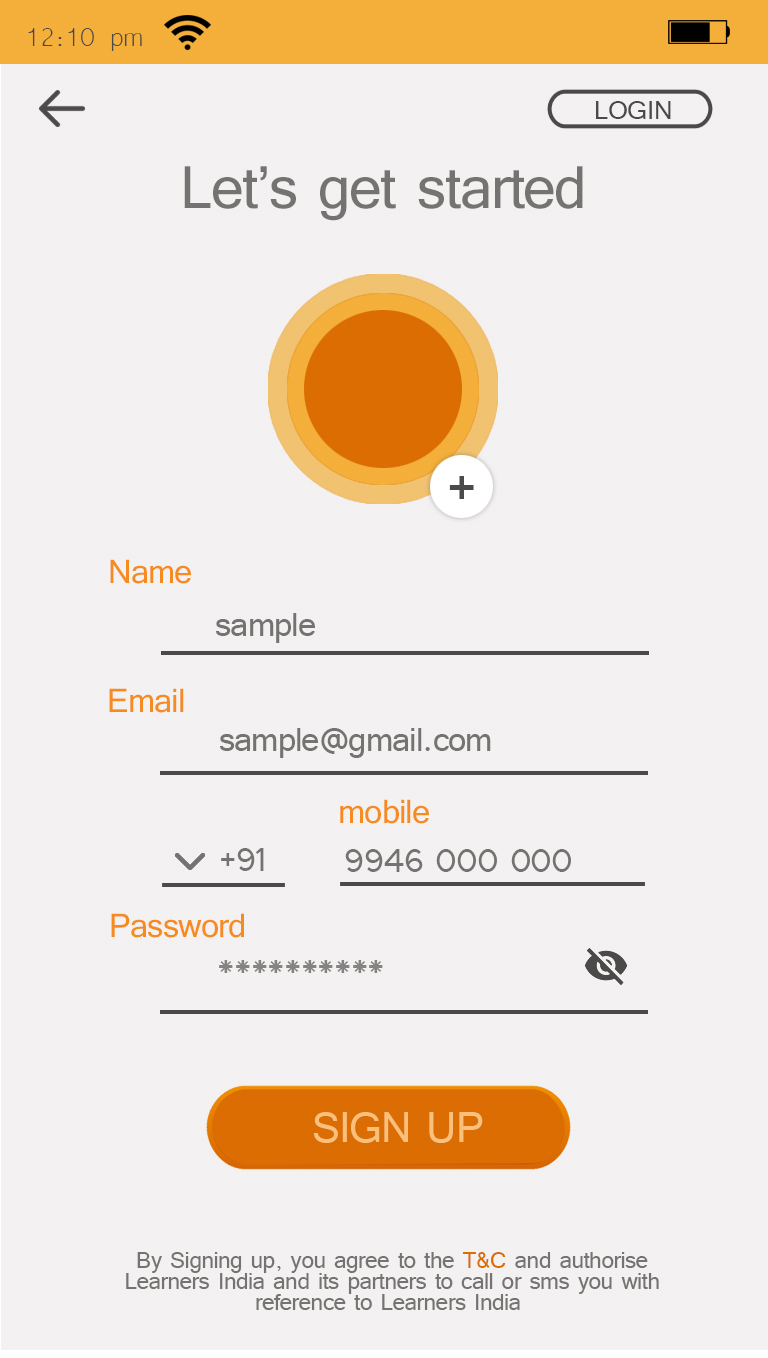 12:10 pm
LOGIN
Let's get started
+
Name
sample
Email
sample@gmail.com
mobile
+91 9946 000 000
Password
**********
SIGN UP
By Signing up, you agree to the T&C and authorise
Learners India and its partners to call or sms you with
reference to Learners India